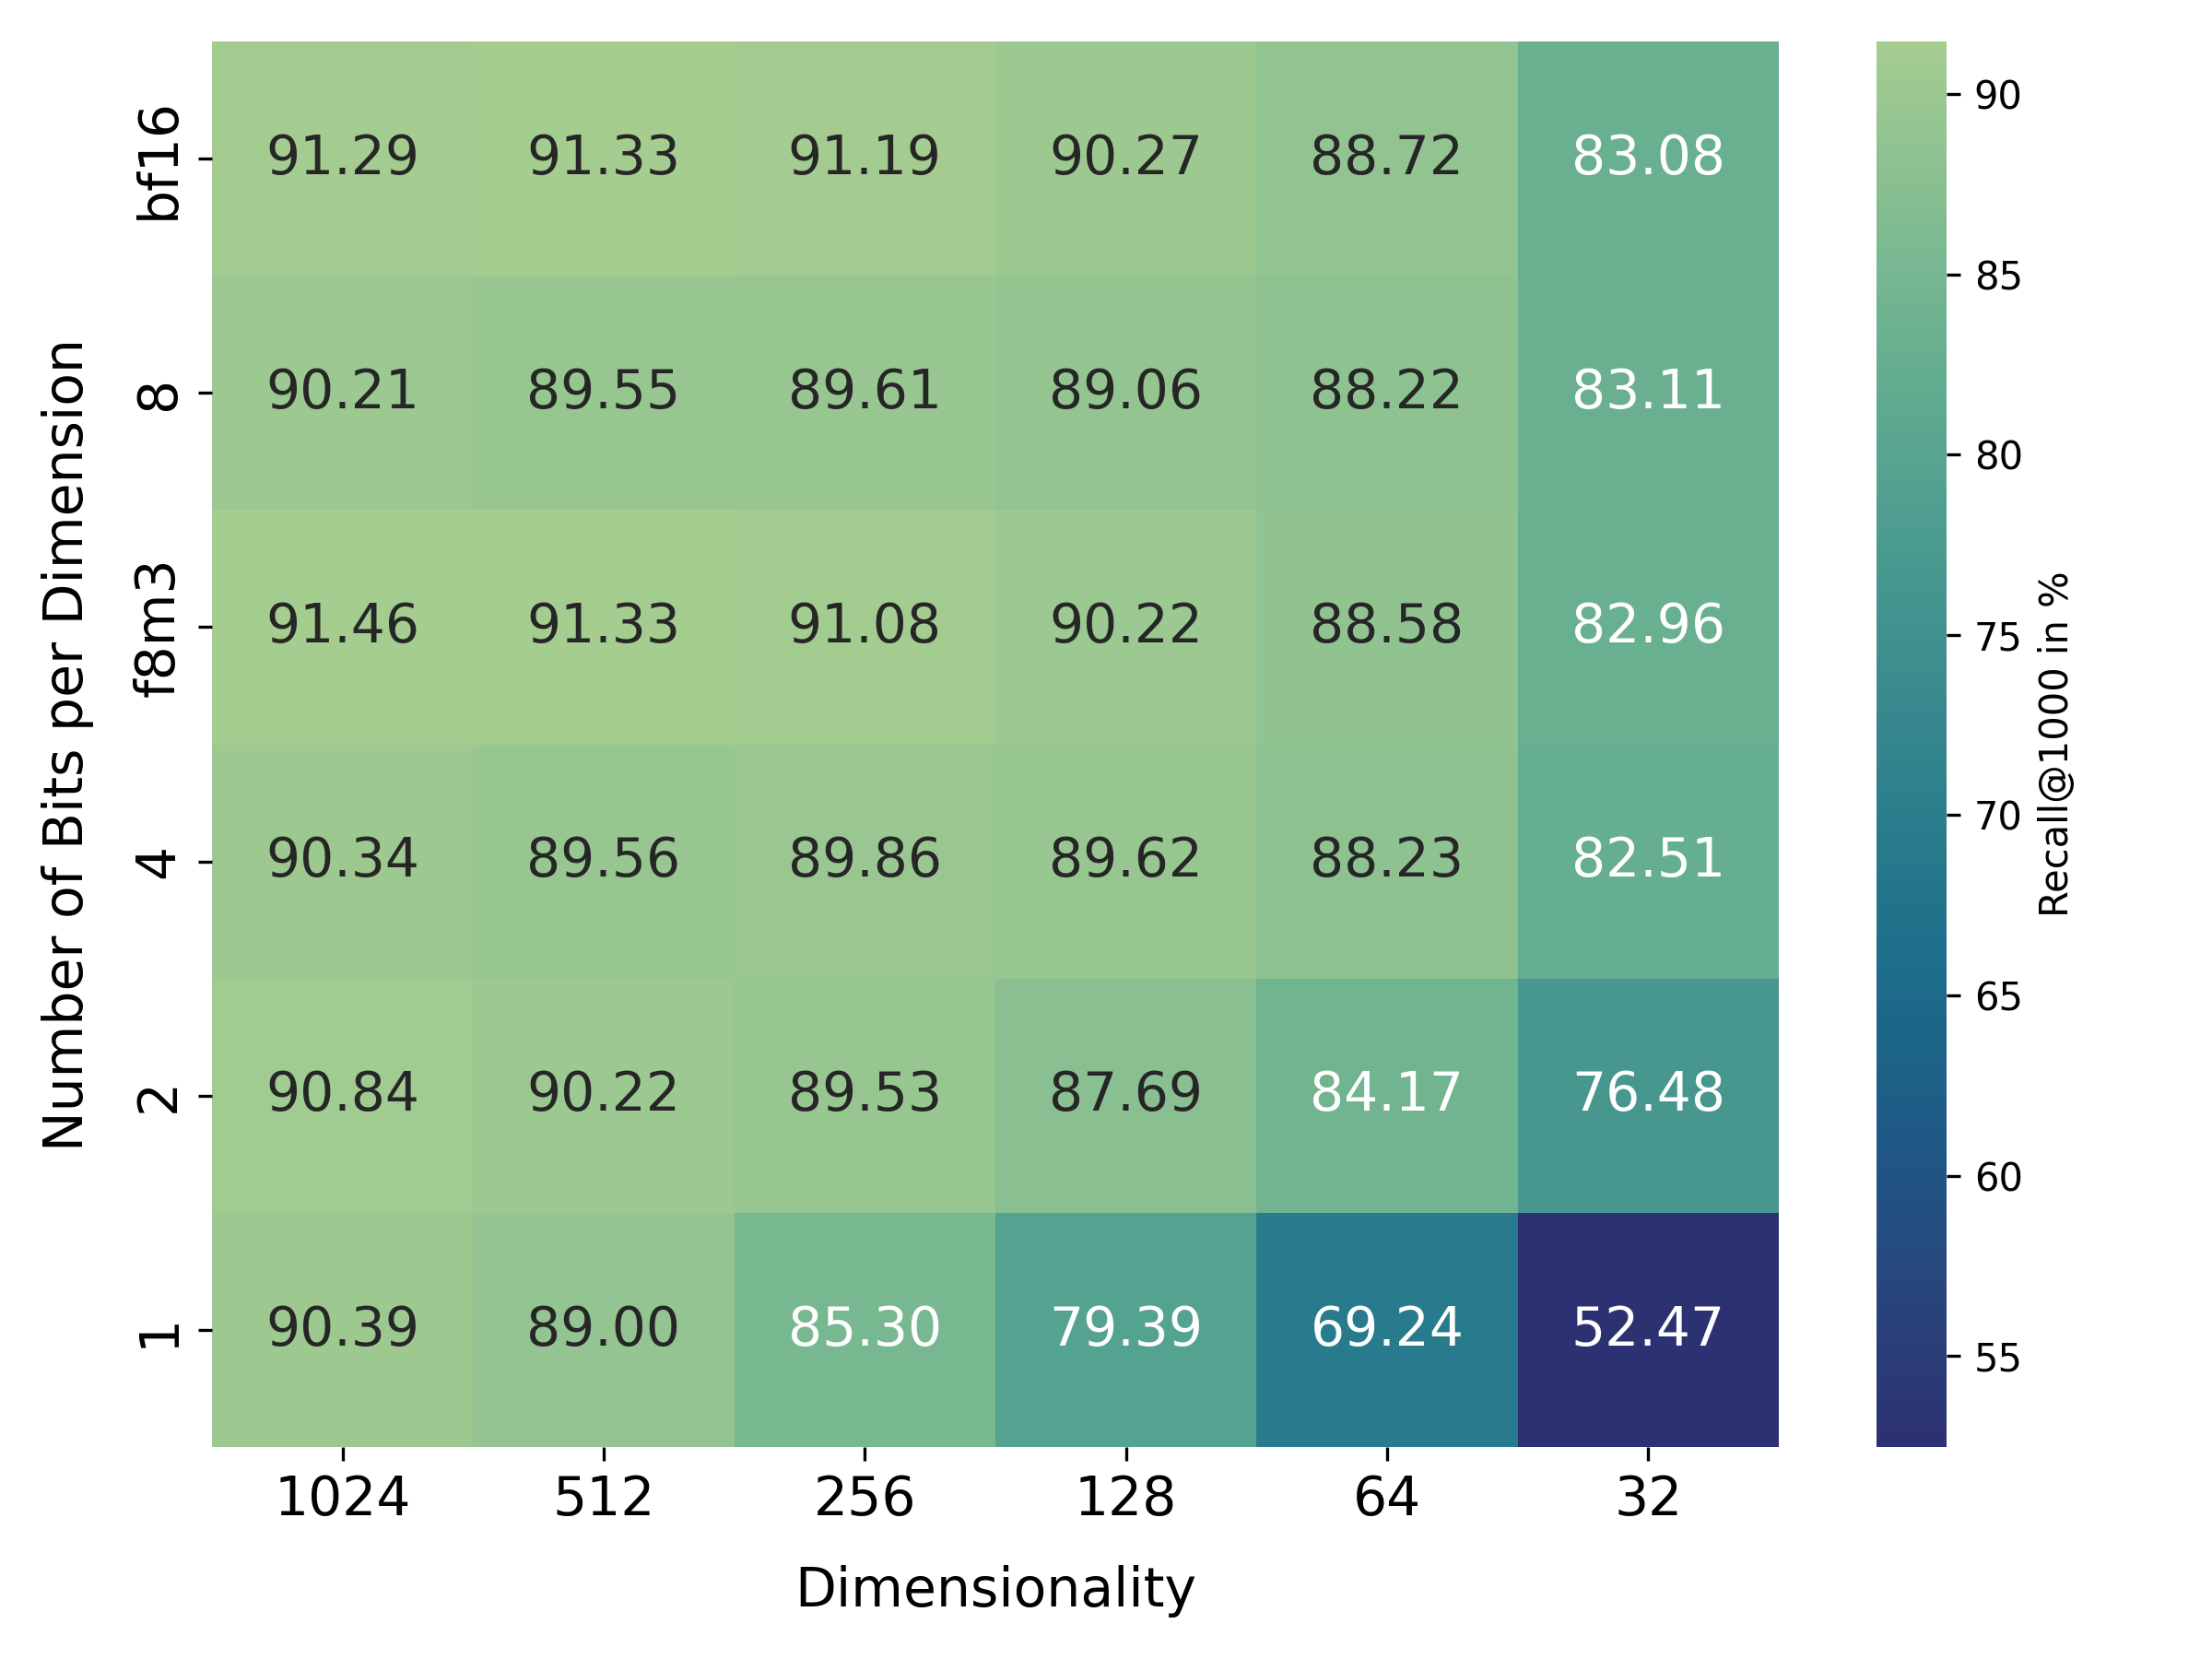 Number of Bits per Dimension
bf16 91.29 91.33 91.19 90.27 88.72 83.08
8 90.21 89.55 89.61 89.06 88.22 83.11
f8m3 91.46 91.33 91.08 90.22 88.58 82.96
4 90.34 89.56 89.86 89.62 88.23 82.51
2 90.84 90.22 89.53 87.69 84.17 76.48
1 90.39 89.00 85.30 79.39 69.24 52.47
1024 512 256 128 64 32
Dimensionality
90
85
80
75
70
65
60
55
Recall@1000 in %